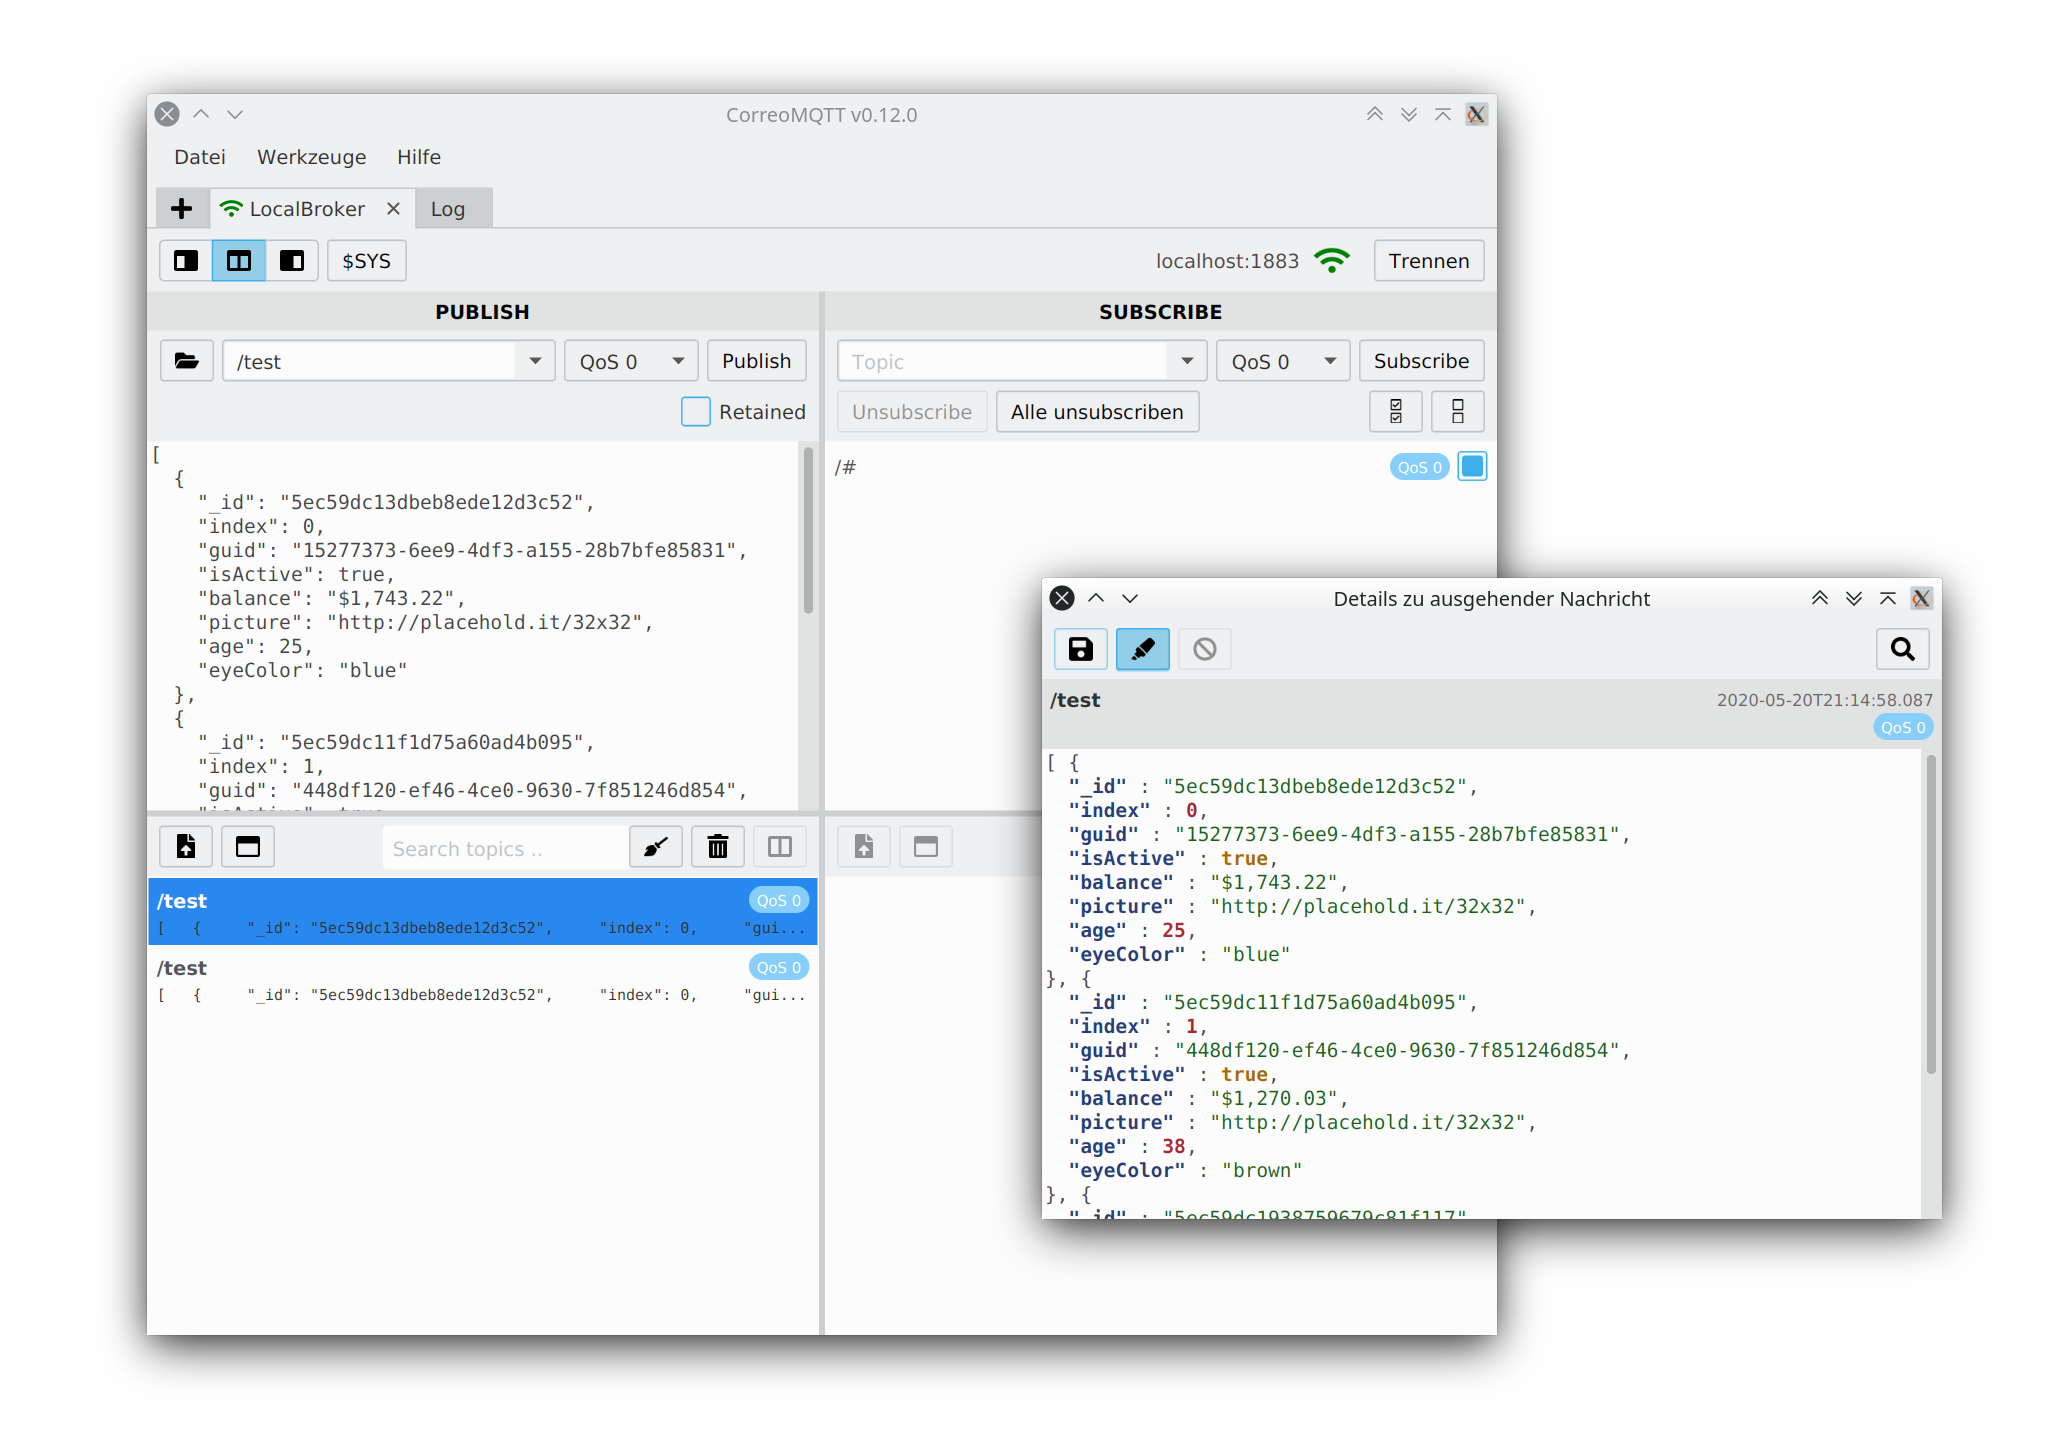 CorreoMQTT v0.12.0
Datei Werkzeuge Hilfe
LocalBroker Log
$SYS localhost:1883 Trennen
PUBLISH
/test QoS 0 Publish
Retained
[
{
"_id": "5ec59dc13dbeb8ede12d3c52",
"index": 0,
"guid": "15277373-6ee9-4df3-a155-28b7bfe85831",
"isActive": true,
"balance": "$1,743.22",
"picture": "http://placehold.it/32x32",
"age": 25,
"eyeColor": "blue"
},
{
"_id": "5ec59dc11f1d75a60ad4b095",
"index": 1,
"guid": "448df120-ef46-4ce0-9630-7f851246d854",
"isActive": true
SUBSCRIBE
Topic QoS 0 Subscribe
Unsubscribe Alle unsubscriben
/# QoS 0
Search topics ..
/test QoS 0
[ { "_id": "5ec59dc13dbeb8ede12d3c52", "index": 0, "gui...
/test QoS 0
[ { "_id": "5ec59dc13dbeb8ede12d3c52", "index": 0, "gui...
Details zu ausgehender Nachricht
/test 2020-05-20T21:14:58.087
QoS 0
[ {
"_id" : "5ec59dc13dbeb8ede12d3c52",
"index" : 0,
"guid" : "15277373-6ee9-4df3-a155-28b7bfe85831",
"isActive" : true,
"balance" : "$1,743.22",
"picture" : "http://placehold.it/32x32",
"age" : 25,
"eyeColor" : "blue"
}, {
"_id" : "5ec59dc11f1d75a60ad4b095",
"index" : 1,
"guid" : "448df120-ef46-4ce0-9630-7f851246d854",
"isActive" : true,
"balance" : "$1,270.03",
"picture" : "http://placehold.it/32x32",
"age" : 38,
"eyeColor" : "brown"
}, {
"_id" : "5ec59dc1938759679c81f117"